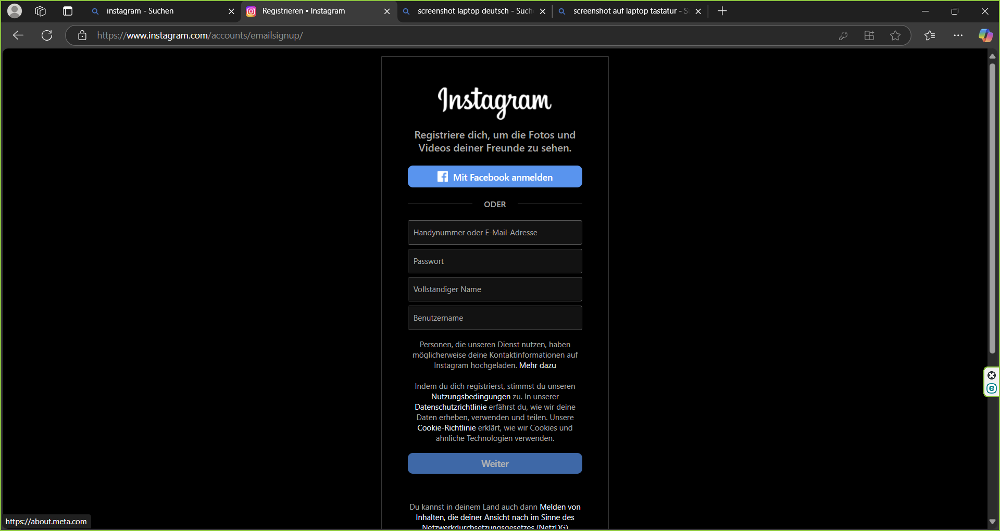 instagram - Suchen
Registrieren • Instagram
screenshot laptop deutsch - Such
screenshot auf laptop tastatur - S
https://www.instagram.com/accounts/emailsignup/
Instagram
Registriere dich, um die Fotos und
Videos deiner Freunde zu sehen.
Mit Facebook anmelden
ODER
Handynummer oder E-Mail-Adresse
Passwort
Vollständiger Name
Benutzername
Personen, die unseren Dienst nutzen, haben
möglicherweise deine Kontaktinformationen auf
Instagram hochgeladen. Mehr dazu
Indem du dich registrierst, stimmst du unseren
Nutzungsbedingungen zu. In unserer
Datenschutzrichtlinie erfährst du, wie wir deine
Daten erheben, verwenden und teilen. Unsere
Cookie-Richtlinie erklärt, wie wir Cookies und
ähnliche Technologien verwenden.
Weiter
Du kannst in deinem Land auch dann Melden von
Inhalten, die deiner Ansicht nach im Sinne des
Netzwerkdurchsetzungsgesetzes (NetzDG)
https://about.meta.com